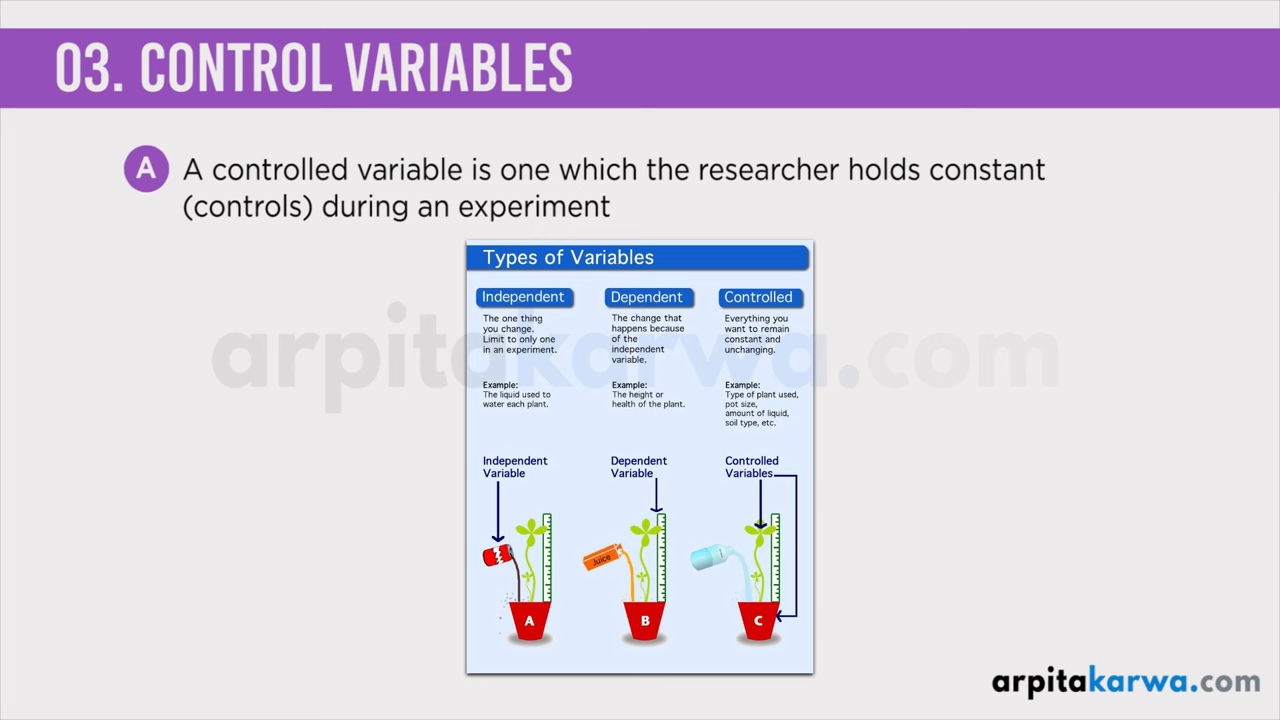 03. CONTROL VARIABLES
A A controlled variable is one which the researcher holds constant
(controls) during an experiment
Types of Variables
Independent
The one thing
you change.
Limit to only one
in an experiment.
Example:
The liquid used to
water each plant.
Dependent
The change that
happens because
of the
independent
variable.
Example:
The height or
health of the plant.
Controlled
Everything you
want to remain
constant and
unchanging.
Example:
Type of plant used,
pot size,
amount of liquid,
soil type, etc.
Independent
Variable
Dependent
Variable
Controlled
Variables
Juice
A
B
C
arpitakarwa.com
arpitakarwa.com